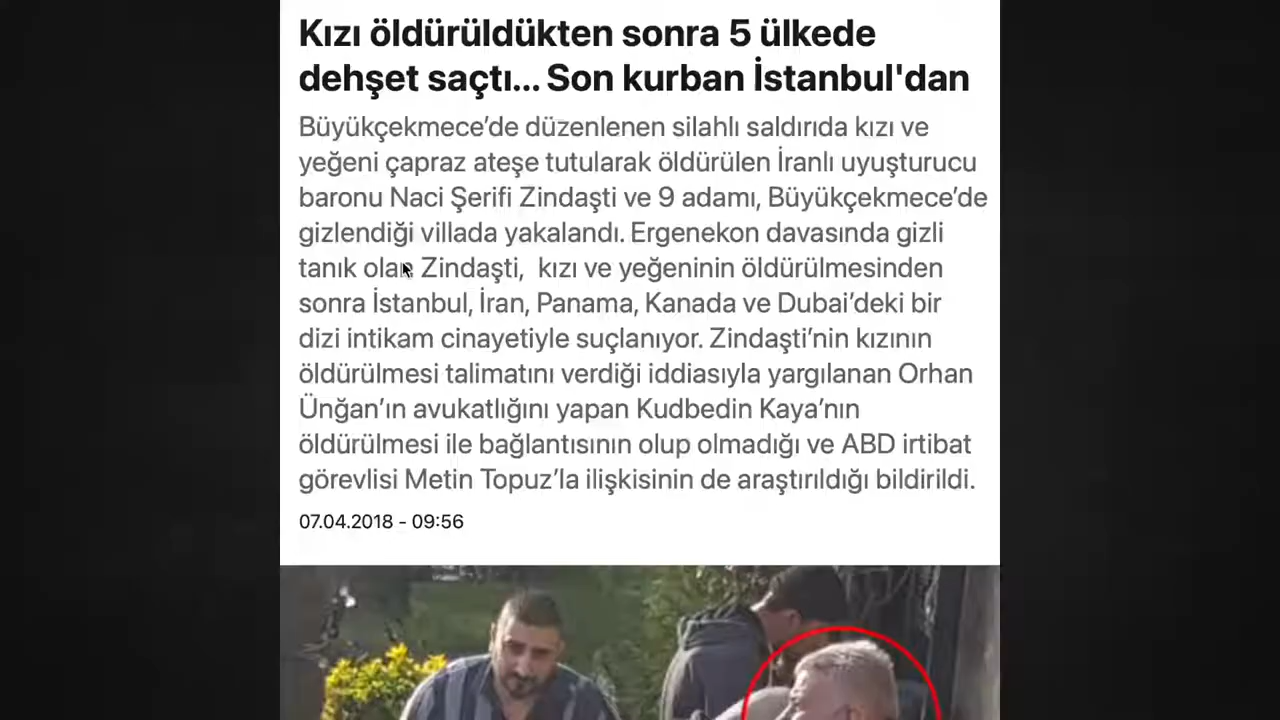 Kızı öldürüldükten sonra 5 ülkede
dehşet saçtı... Son kurban İstanbul'dan
Büyükçekmece’de düzenlenen silahlı saldırıda kızı ve
yeğeni çapraz ateşe tutularak öldürülen İranlı uyuşturucu
baronu Naci Şerifi Zindaşti ve 9 adamı, Büyükçekmece’de
gizlendiği villada yakalandı. Ergenekon davasında gizli
tanık olan Zindaşti, kızı ve yeğeninin öldürülmesinden
sonra İstanbul, İran, Panama, Kanada ve Dubai’deki bir
dizi intikam cinayetiyle suçlanıyor. Zindaşti’nin kızının
öldürülmesi talimatını verdiği iddiasıyla yargılanan Orhan
Ünğan’ın avukatlığını yapan Kudbedin Kaya’nın
öldürülmesi ile bağlantısının olup olmadığı ve ABD irtibat
görevlisi Metin Topuz’la ilişkisinin de araştırıldığı bildirildi.
07.04.2018 - 09:56